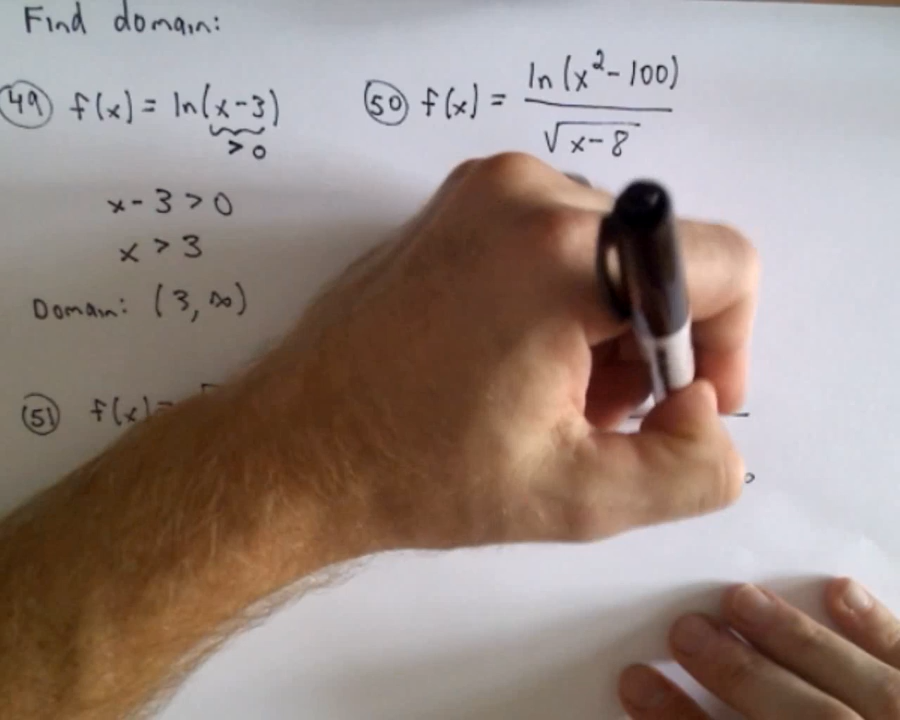 Find domain:
49 f(x) = ln(x-3)
> 0
x - 3 > 0
x > 3
Domain: (3, ∞)
50 f(x) = ln(x²-100)
√x-8
51 f(x) =